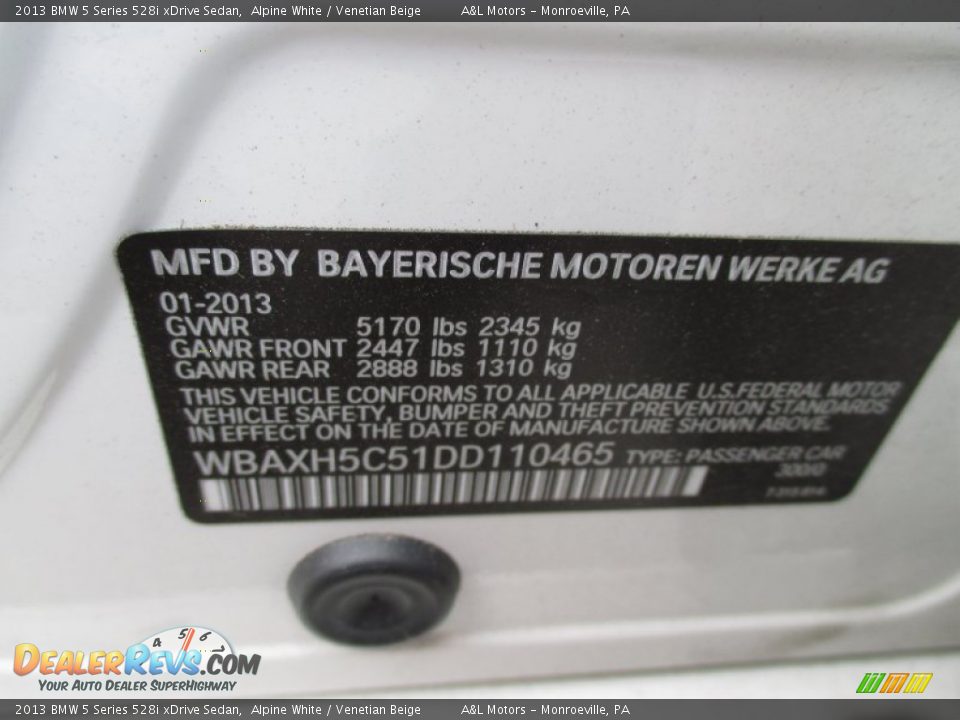 2013 BMW 5 Series 528i xDrive Sedan, Alpine White / Venetian Beige A&L Motors - Monroeville, PA
MFD BY BAYERISCHE MOTOREN WERKE AG
01-2013
GVWR 5170 lbs 2345 kg
GAWR FRONT 2447 lbs 1110 kg
GAWR REAR 2888 lbs 1310 kg
THIS VEHICLE CONFORMS TO ALL APPLICABLE U.S.FEDERAL MOTOR
VEHICLE SAFETY, BUMPER AND THEFT PREVENTION STANDARDS
IN EFFECT ON THE DATE OF MANUFACTURE SHOWN ABOVE.
WBAXH5C51DD110465 TYPE: PASSENGER CAR
300/0
4 5 6
DEALERREVS.COM
YOUR AUTO DEALER SUPERHIGHWAY
2013 BMW 5 Series 528i xDrive Sedan, Alpine White / Venetian Beige A&L Motors - Monroeville, PA